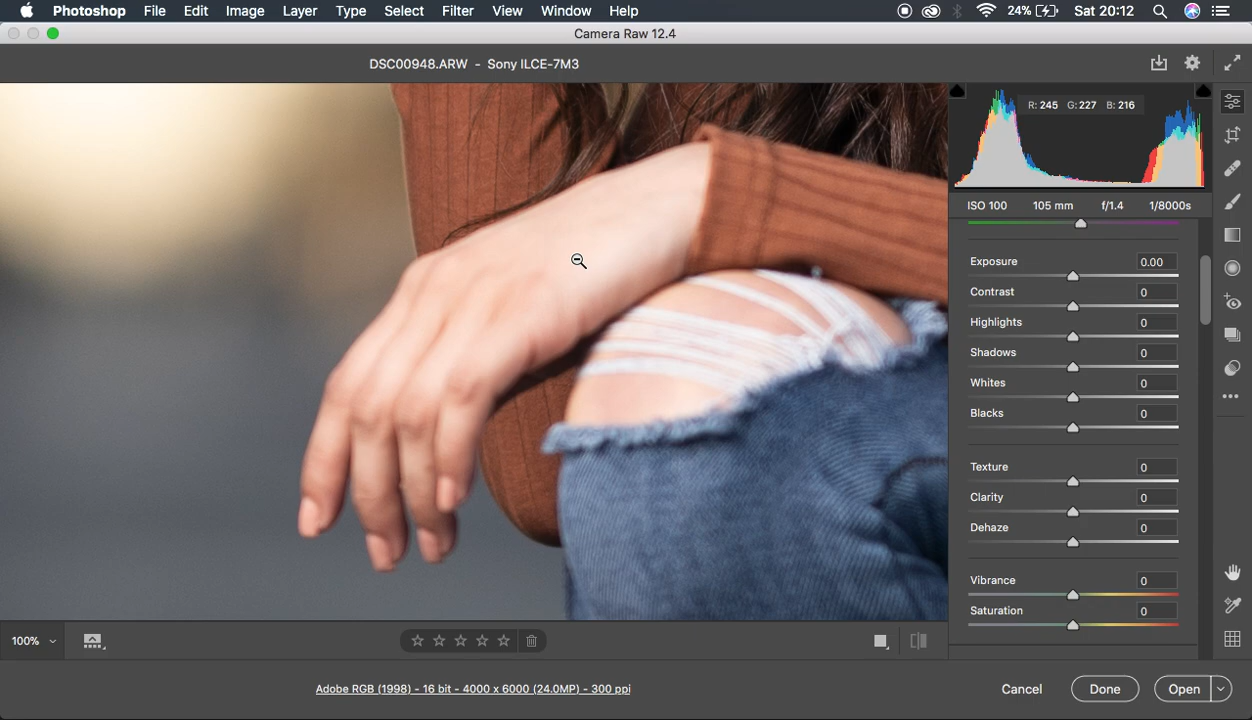 Photoshop File Edit Image Layer Type Select Filter View Window Help 24% Sat 20:12
Camera Raw 12.4
DSC00948.ARW - Sony ILCE-7M3
R: 245 G: 227 B: 216
ISO 100 105 mm f/1.4 1/8000s
Exposure 0.00
Contrast 0
Highlights 0
Shadows 0
Whites 0
Blacks 0
Texture 0
Clarity 0
Dehaze 0
Vibrance 0
Saturation 0
100%
Adobe RGB (1998) - 16 bit - 4000 x 6000 (24.0MP) - 300 ppi
Cancel Done Open